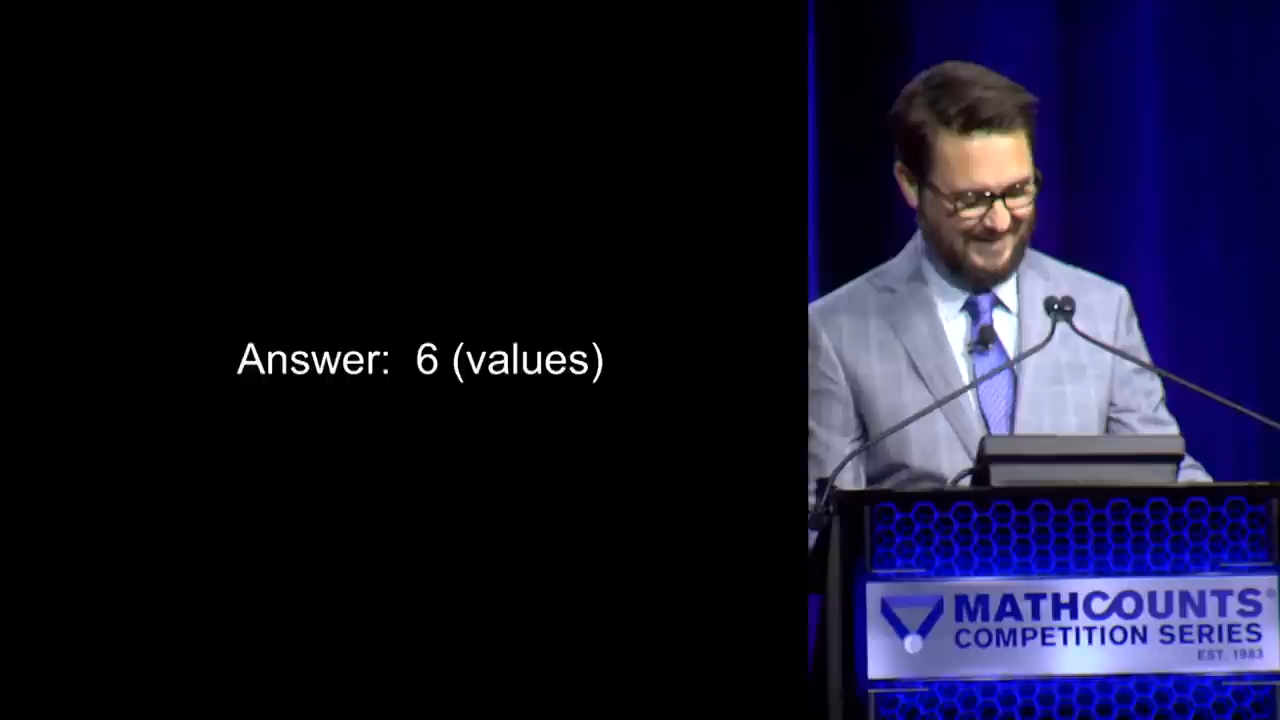 Answer:  6 (values)
MATHCOUNTS®
COMPETITION SERIES
EST. 1983